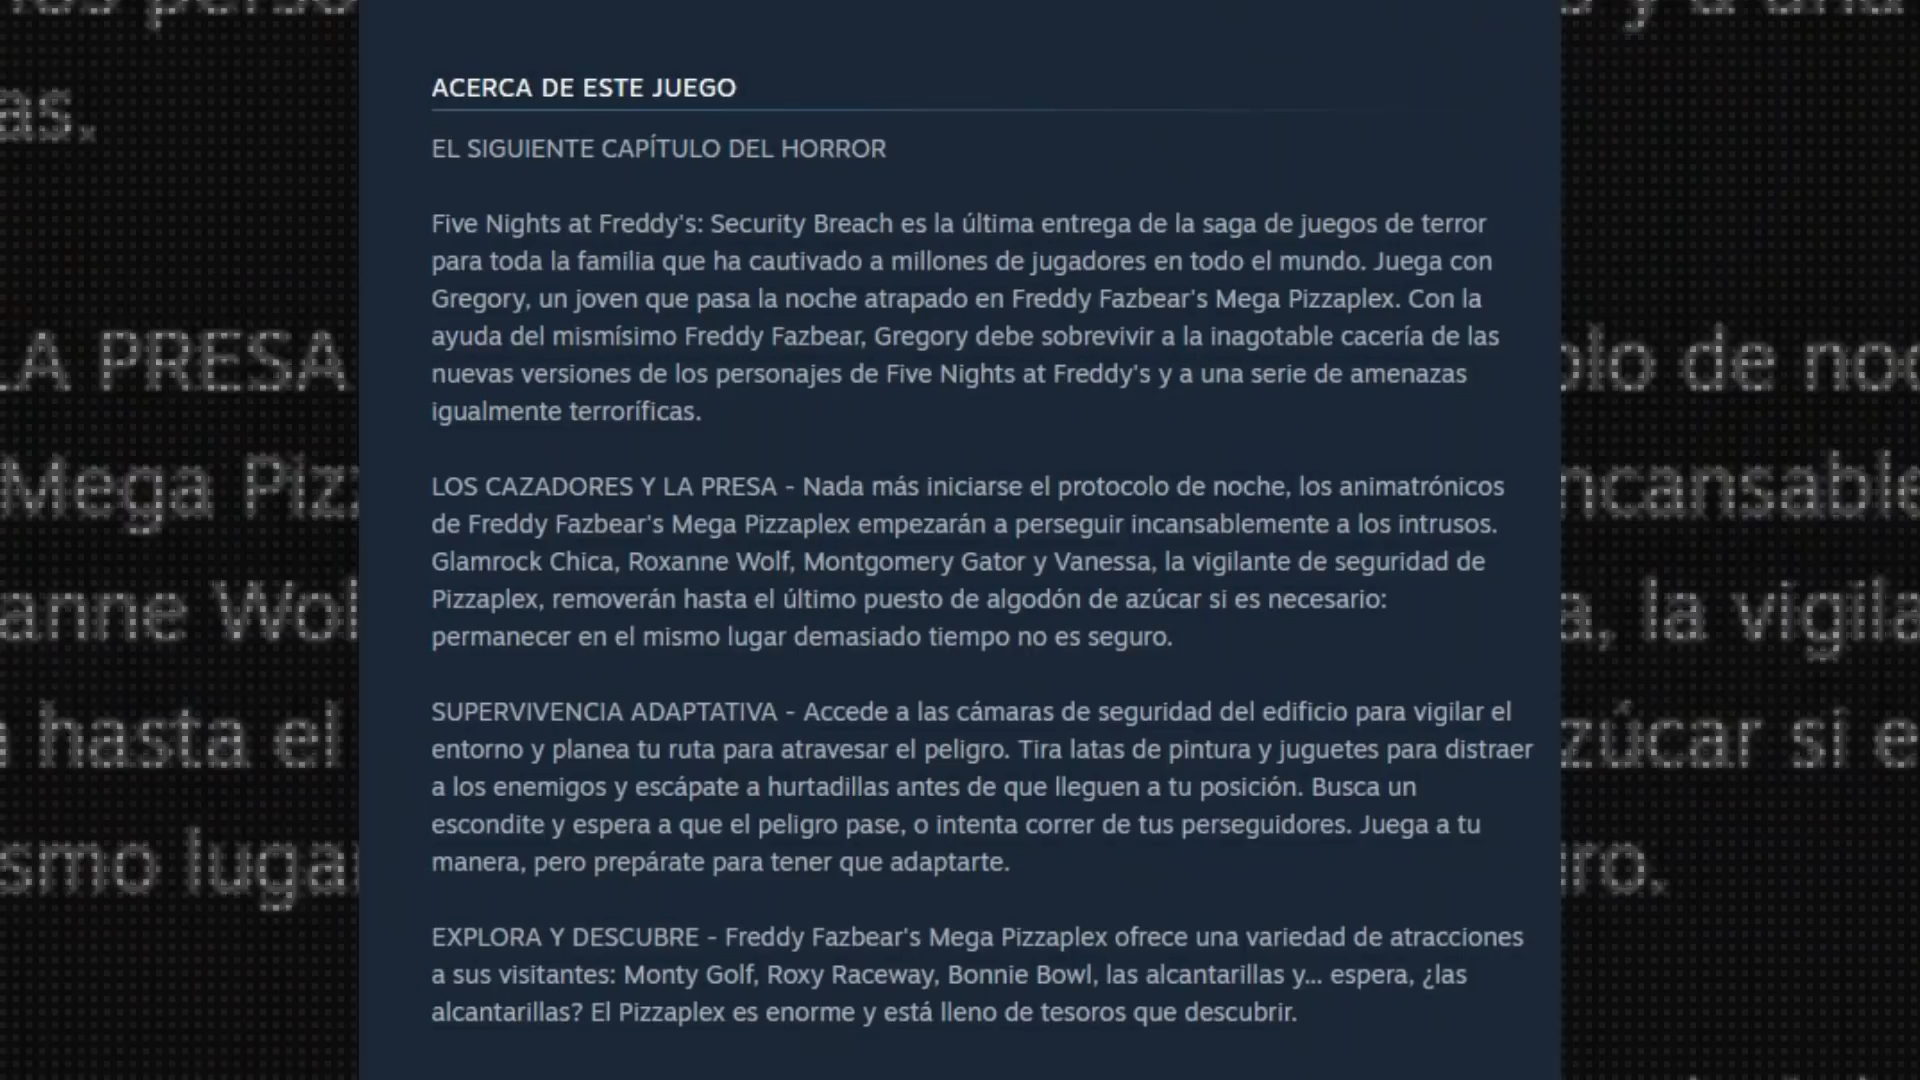 ACERCA DE ESTE JUEGO
EL SIGUIENTE CAPÍTULO DEL HORROR
Five Nights at Freddy's: Security Breach es la última entrega de la saga de juegos de terror
para toda la familia que ha cautivado a millones de jugadores en todo el mundo. Juega con
Gregory, un joven que pasa la noche atrapado en Freddy Fazbear's Mega Pizzaplex. Con la
ayuda del mismísimo Freddy Fazbear, Gregory debe sobrevivir a la inagotable cacería de las
nuevas versiones de los personajes de Five Nights at Freddy's y a una serie de amenazas
igualmente terroríficas.
LOS CAZADORES Y LA PRESA - Nada más iniciarse el protocolo de noche, los animatrónicos
de Freddy Fazbear's Mega Pizzaplex empezarán a perseguir incansablemente a los intrusos.
Glamrock Chica, Roxanne Wolf, Montgomery Gator y Vanessa, la vigilante de seguridad de
Pizzaplex, removerán hasta el último puesto de algodón de azúcar si es necesario:
permanecer en el mismo lugar demasiado tiempo no es seguro.
SUPERVIVENCIA ADAPTATIVA - Accede a las cámaras de seguridad del edificio para vigilar el
entorno y planea tu ruta para atravesar el peligro. Tira latas de pintura y juguetes para distraer
a los enemigos y escápate a hurtadillas antes de que lleguen a tu posición. Busca un
escondite y espera a que el peligro pase, o intenta correr de tus perseguidores. Juega a tu
manera, pero prepárate para tener que adaptarte.
EXPLORA Y DESCUBRE - Freddy Fazbear's Mega Pizzaplex ofrece una variedad de atracciones
a sus visitantes: Monty Golf, Roxy Raceway, Bonnie Bowl, las alcantarillas y... espera, ¿las
alcantarillas? El Pizzaplex es enorme y está lleno de tesoros que descubrir.